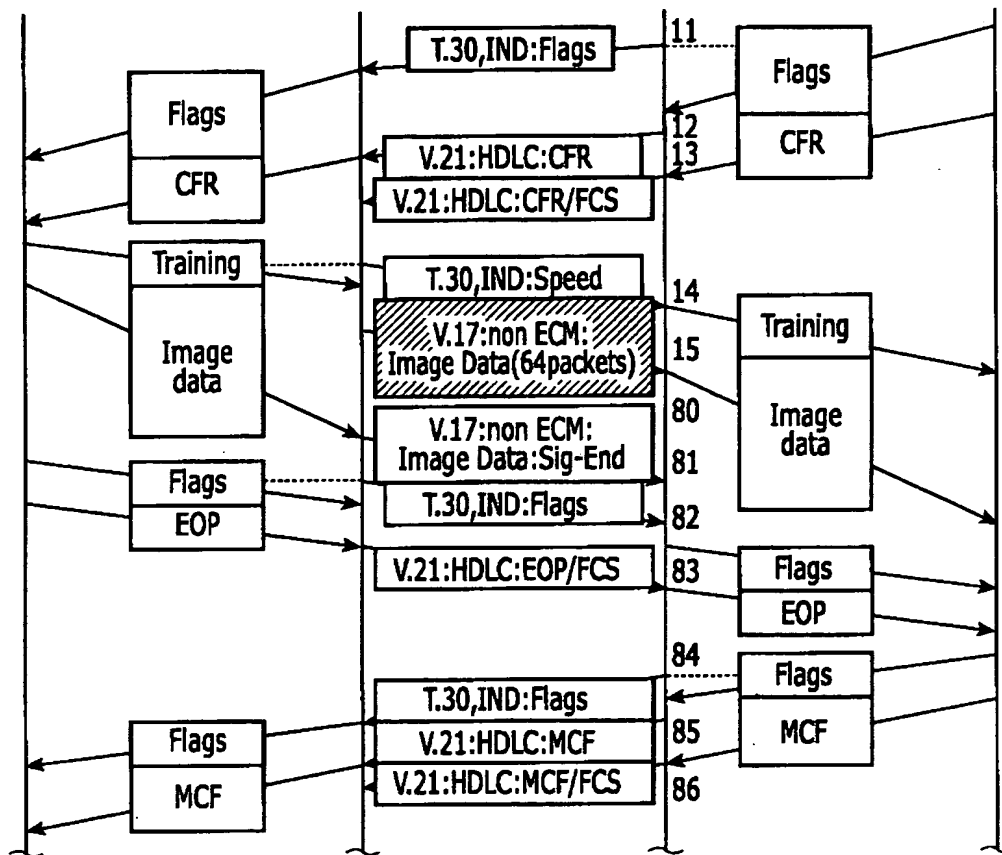 11
T.30,IND:Flags
Flags
Flags
12
V.21:HDLC:CFR
13
CFR
CFR
V.21:HDLC:CFR/FCS
Training
T.30,IND:Speed
14
V.17:non ECM:
Image Data(64packets)
15
Training
Image
data
80
V.17:non ECM:
Image Data:Sig-End
81
Image
data
Flags
T.30,IND:Flags
82
EOP
V.21:HDLC:EOP/FCS
83
Flags
EOP
84
Flags
T.30,IND:Flags
Flags
V.21:HDLC:MCF
85
MCF
V.21:HDLC:MCF/FCS
86
MCF